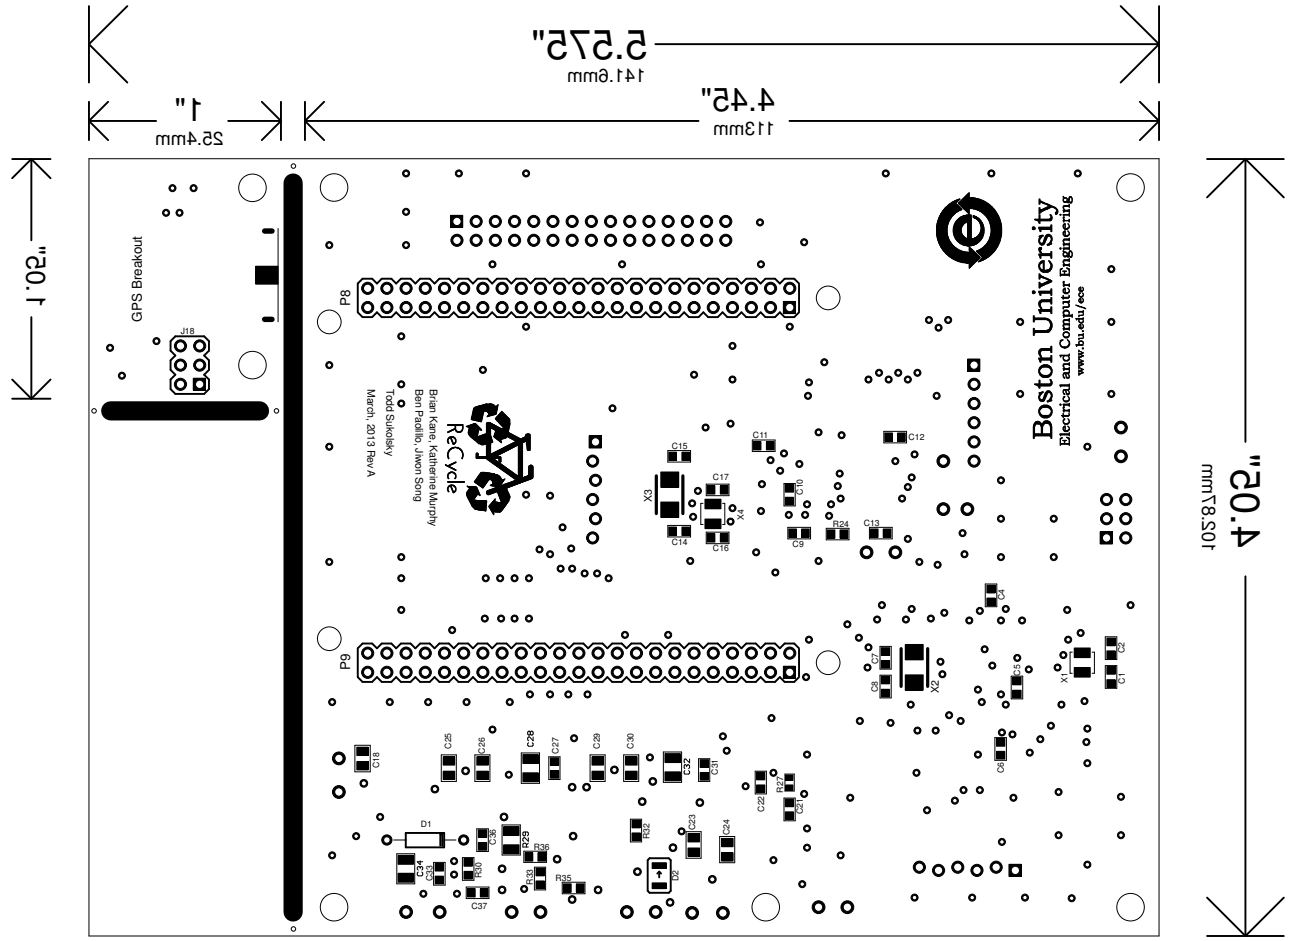 5.575"
141.6mm
1"
25.4mm
4.45"
113mm
1.05"
4.05"
102.87mm
GPS Breakout
J18
P8
Boston University
Electrical and Computer Engineering
www.bu.edu/ece
Brian Kane, Katherine Murphy
Ben Paolillo, Jiwon Song
Todd Sukolsky
March, 2013 Rev A
ReCycle
C15
C11
C12
X3
C17
X4
C10
C14
C16
C9
R24
C13
C4
P9
C7
C8
X2
C5
X1
C2
C1
C18
C25
C26
C28
C27
C29
C30
C32
C31
C6
C22
R27
C21
D1
C36
R29
R36
R32
C23
C24
C34
C33
R30
R33
R35
D2
C37